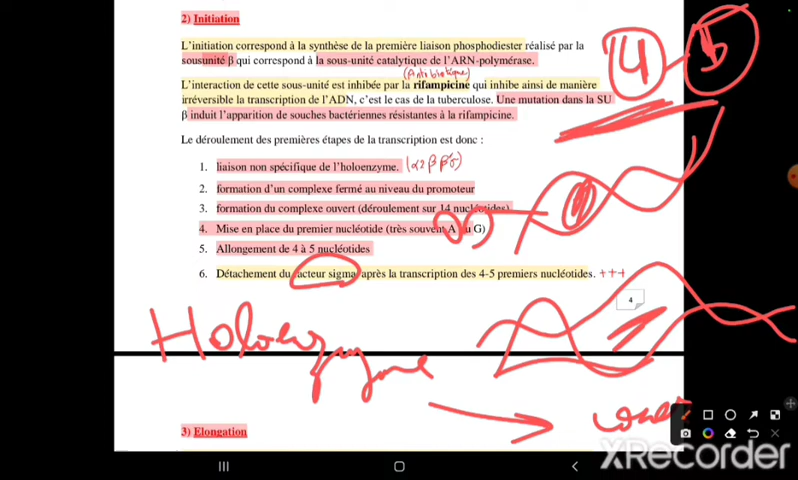 2) Initiation
L'initiation correspond à la synthèse de la première liaison phosphodiester réalisé par la
sousunité β qui correspond à la sous-unité catalytique de l'ARN-polymérase.
(Antibiotique)
L'interaction de cette sous-unité est inhibée par la rifampicine qui inhibe ainsi de manière
irréversible la transcription de l'ADN, c'est le cas de la tuberculose. Une mutation dans la SU
β induit l'apparition de souches bactériennes résistantes à la rifampicine.
Le déroulement des premières étapes de la transcription est donc :
1. liaison non spécifique de l'holoenzyme. (α2 β β'σ)
2. formation d'un complexe fermé au niveau du promoteur
3. formation du complexe ouvert (déroulement sur 14 nucléotides)
4. Mise en place du premier nucléotide (très souvent A ou G)
5. Allongement de 4 à 5 nucléotides
6. Détachement du facteur sigma après la transcription des 4-5 premiers nucléotides. +++
14
4
Holoenzyme
3) Elongation
XRecorder